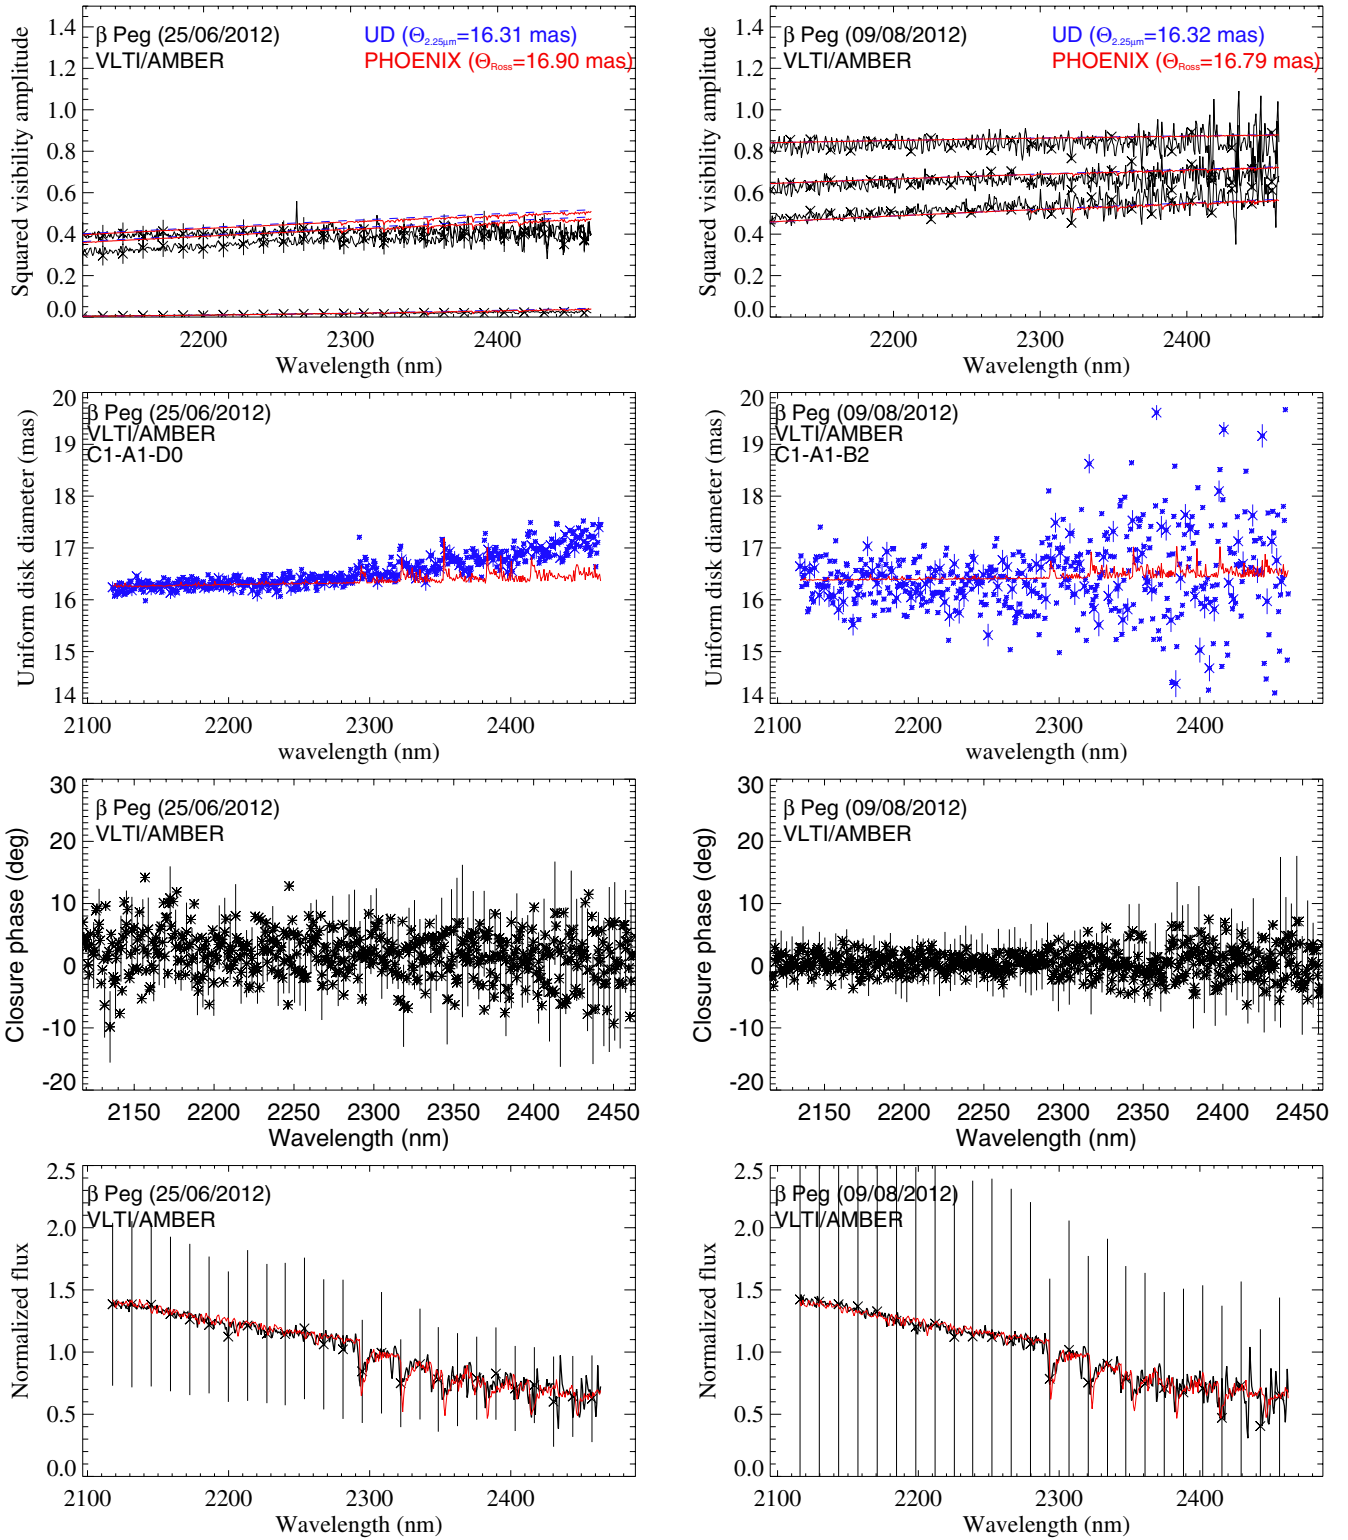 β Peg (25/06/2012)
VLTI/AMBER
UD (Θ2.25μm=16.31 mas)
PHOENIX (ΘRoss=16.90 mas)
Squared visibility amplitude
1.4
1.2
1.0
0.8
0.6
0.4
0.2
0.0
2200
2300
2400
Wavelength (nm)
β Peg (09/08/2012)
VLTI/AMBER
UD (Θ2.25μm=16.32 mas)
PHOENIX (ΘRoss=16.79 mas)
Squared visibility amplitude
1.4
1.2
1.0
0.8
0.6
0.4
0.2
0.0
2200
2300
2400
Wavelength (nm)
β Peg (25/06/2012)
VLTI/AMBER
C1-A1-D0
Uniform disk diameter (mas)
20
19
18
17
16
15
14
2100
2200
2300
2400
wavelength (nm)
β Peg (09/08/2012)
VLTI/AMBER
C1-A1-B2
Uniform disk diameter (mas)
20
19
18
17
16
15
14
2100
2200
2300
2400
wavelength (nm)
β Peg (25/06/2012)
VLTI/AMBER
Closure phase (deg)
30
20
10
0
-10
-20
2150
2200
2250
2300
2350
2400
2450
Wavelength (nm)
β Peg (09/08/2012)
VLTI/AMBER
Closure phase (deg)
30
20
10
0
-10
-20
2150
2200
2250
2300
2350
2400
2450
Wavelength (nm)
β Peg (25/06/2012)
VLTI/AMBER
Normalized flux
2.5
2.0
1.5
1.0
0.5
0.0
2100
2200
2300
2400
Wavelength (nm)
β Peg (09/08/2012)
VLTI/AMBER
Normalized flux
2.5
2.0
1.5
1.0
0.5
0.0
2100
2200
2300
2400
Wavelength (nm)